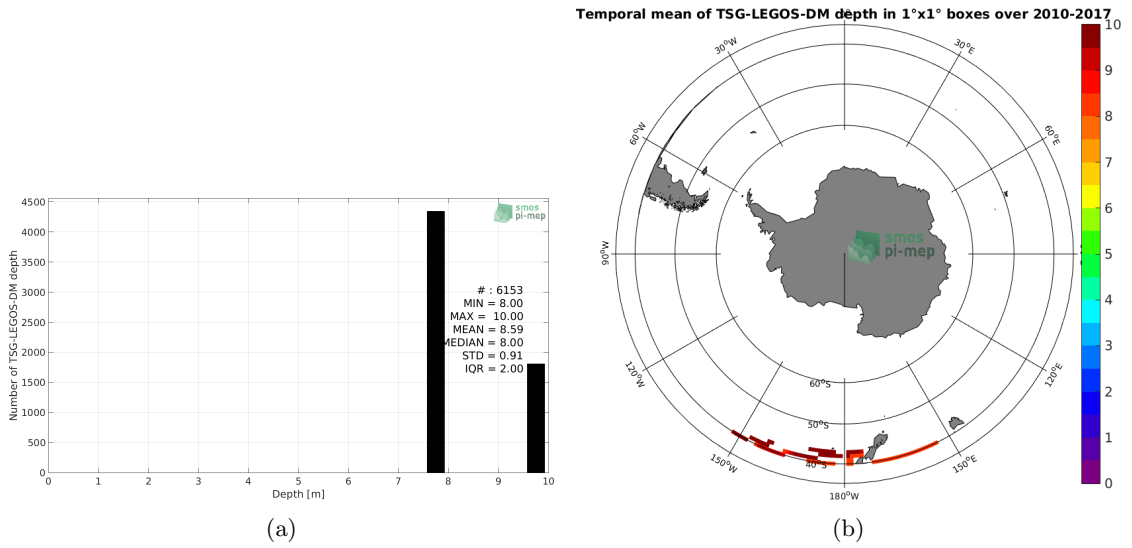 Temporal mean of TSG-LEGOS-DM depth in 1°x1° boxes over 2010-2017
Number of TSG-LEGOS-DM depth
4500
4000
3500
3000
2500
2000
1500
1000
500
0
smos
pi-mep
# : 6153
MIN = 8.00
MAX = 10.00
MEAN = 8.59
MEDIAN = 8.00
STD = 0.91
IQR = 2.00
0 1 2 3 4 5 6 7 8 9 10
Depth [m]
(a)
30°W
30°E
60°W
60°E
90°W
smos
pi-mep
120°W
120°E
60°S
50°S
40°S
150°W
150°E
180°W
10
9
8
7
6
5
4
3
2
1
0
(b)